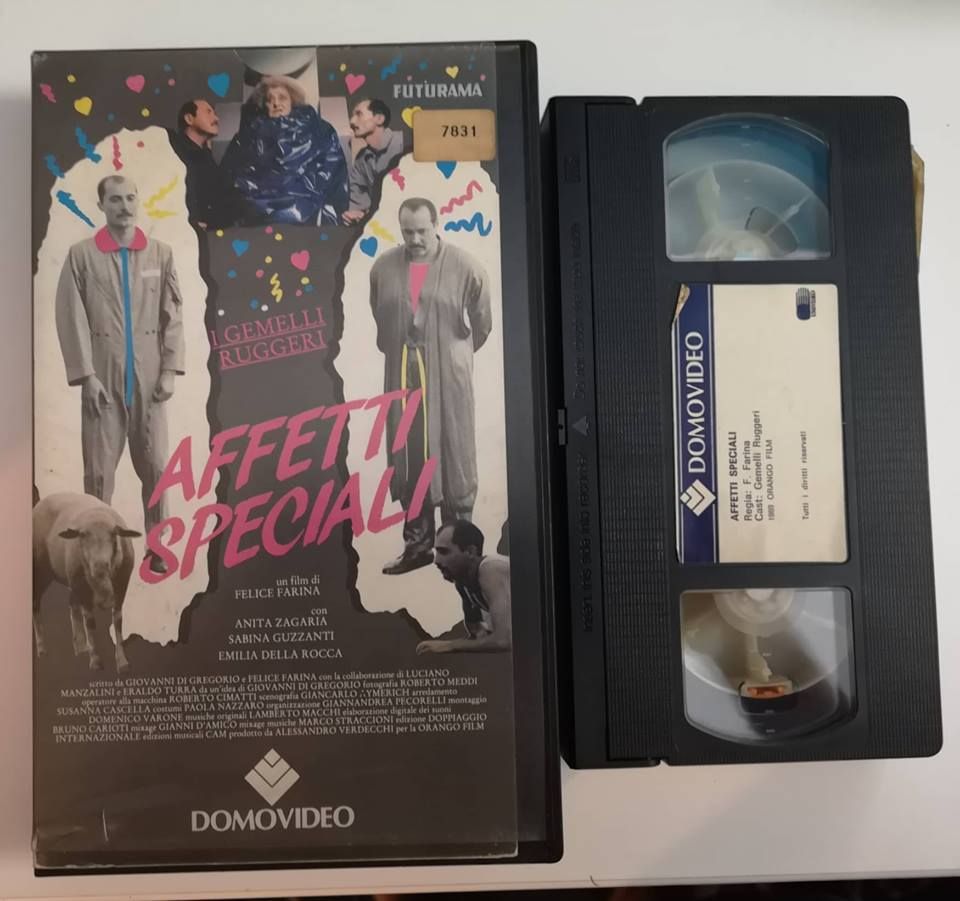 FUTURAMA
7831
I GEMELLI
RUGGERI
AFFETTI
SPECIALI
un film di
FELICE FARINA
con
ANITA ZAGARIA
SABINA GUZZANTI
EMILIA DELLA ROCCA
scritto da GIOVANNI DI GREGORIO e FELICE FARINA con la collaborazione di LUCIANO
MANZALINI e ERALDO TURRA da un'idea di GIOVANNI DI GREGORIO fotografia ROBERTO MEDDI
operatore alla macchina ROBERTO CIMATTI scenografia GIANCARLO AYMERICH arredamento
SUSANNA CASCELLA costumi PAOLA NAZZARO organizzazione GIANNANDREA PECORELLI montaggio
DOMENICO VARONE musiche originali LAMBERTO MACCHI elaborazione digitale dei suoni
BRUNO CARIOTI mixage GIANNI D'AMICO mixage musiche MARCO STRACCIONI edizione DOPPIAGGIO
INTERNAZIONALE edizioni musicali CAM prodotto da ALESSANDRO VERDECCHI per la ORANGO FILM
DOMOVIDEO
DOMOVIDEO
AFFETTI SPECIALI
Regia: F. Farina
Cast: Gemelli Ruggeri
1989 ORANGO FILM
Tutti i diritti riservati